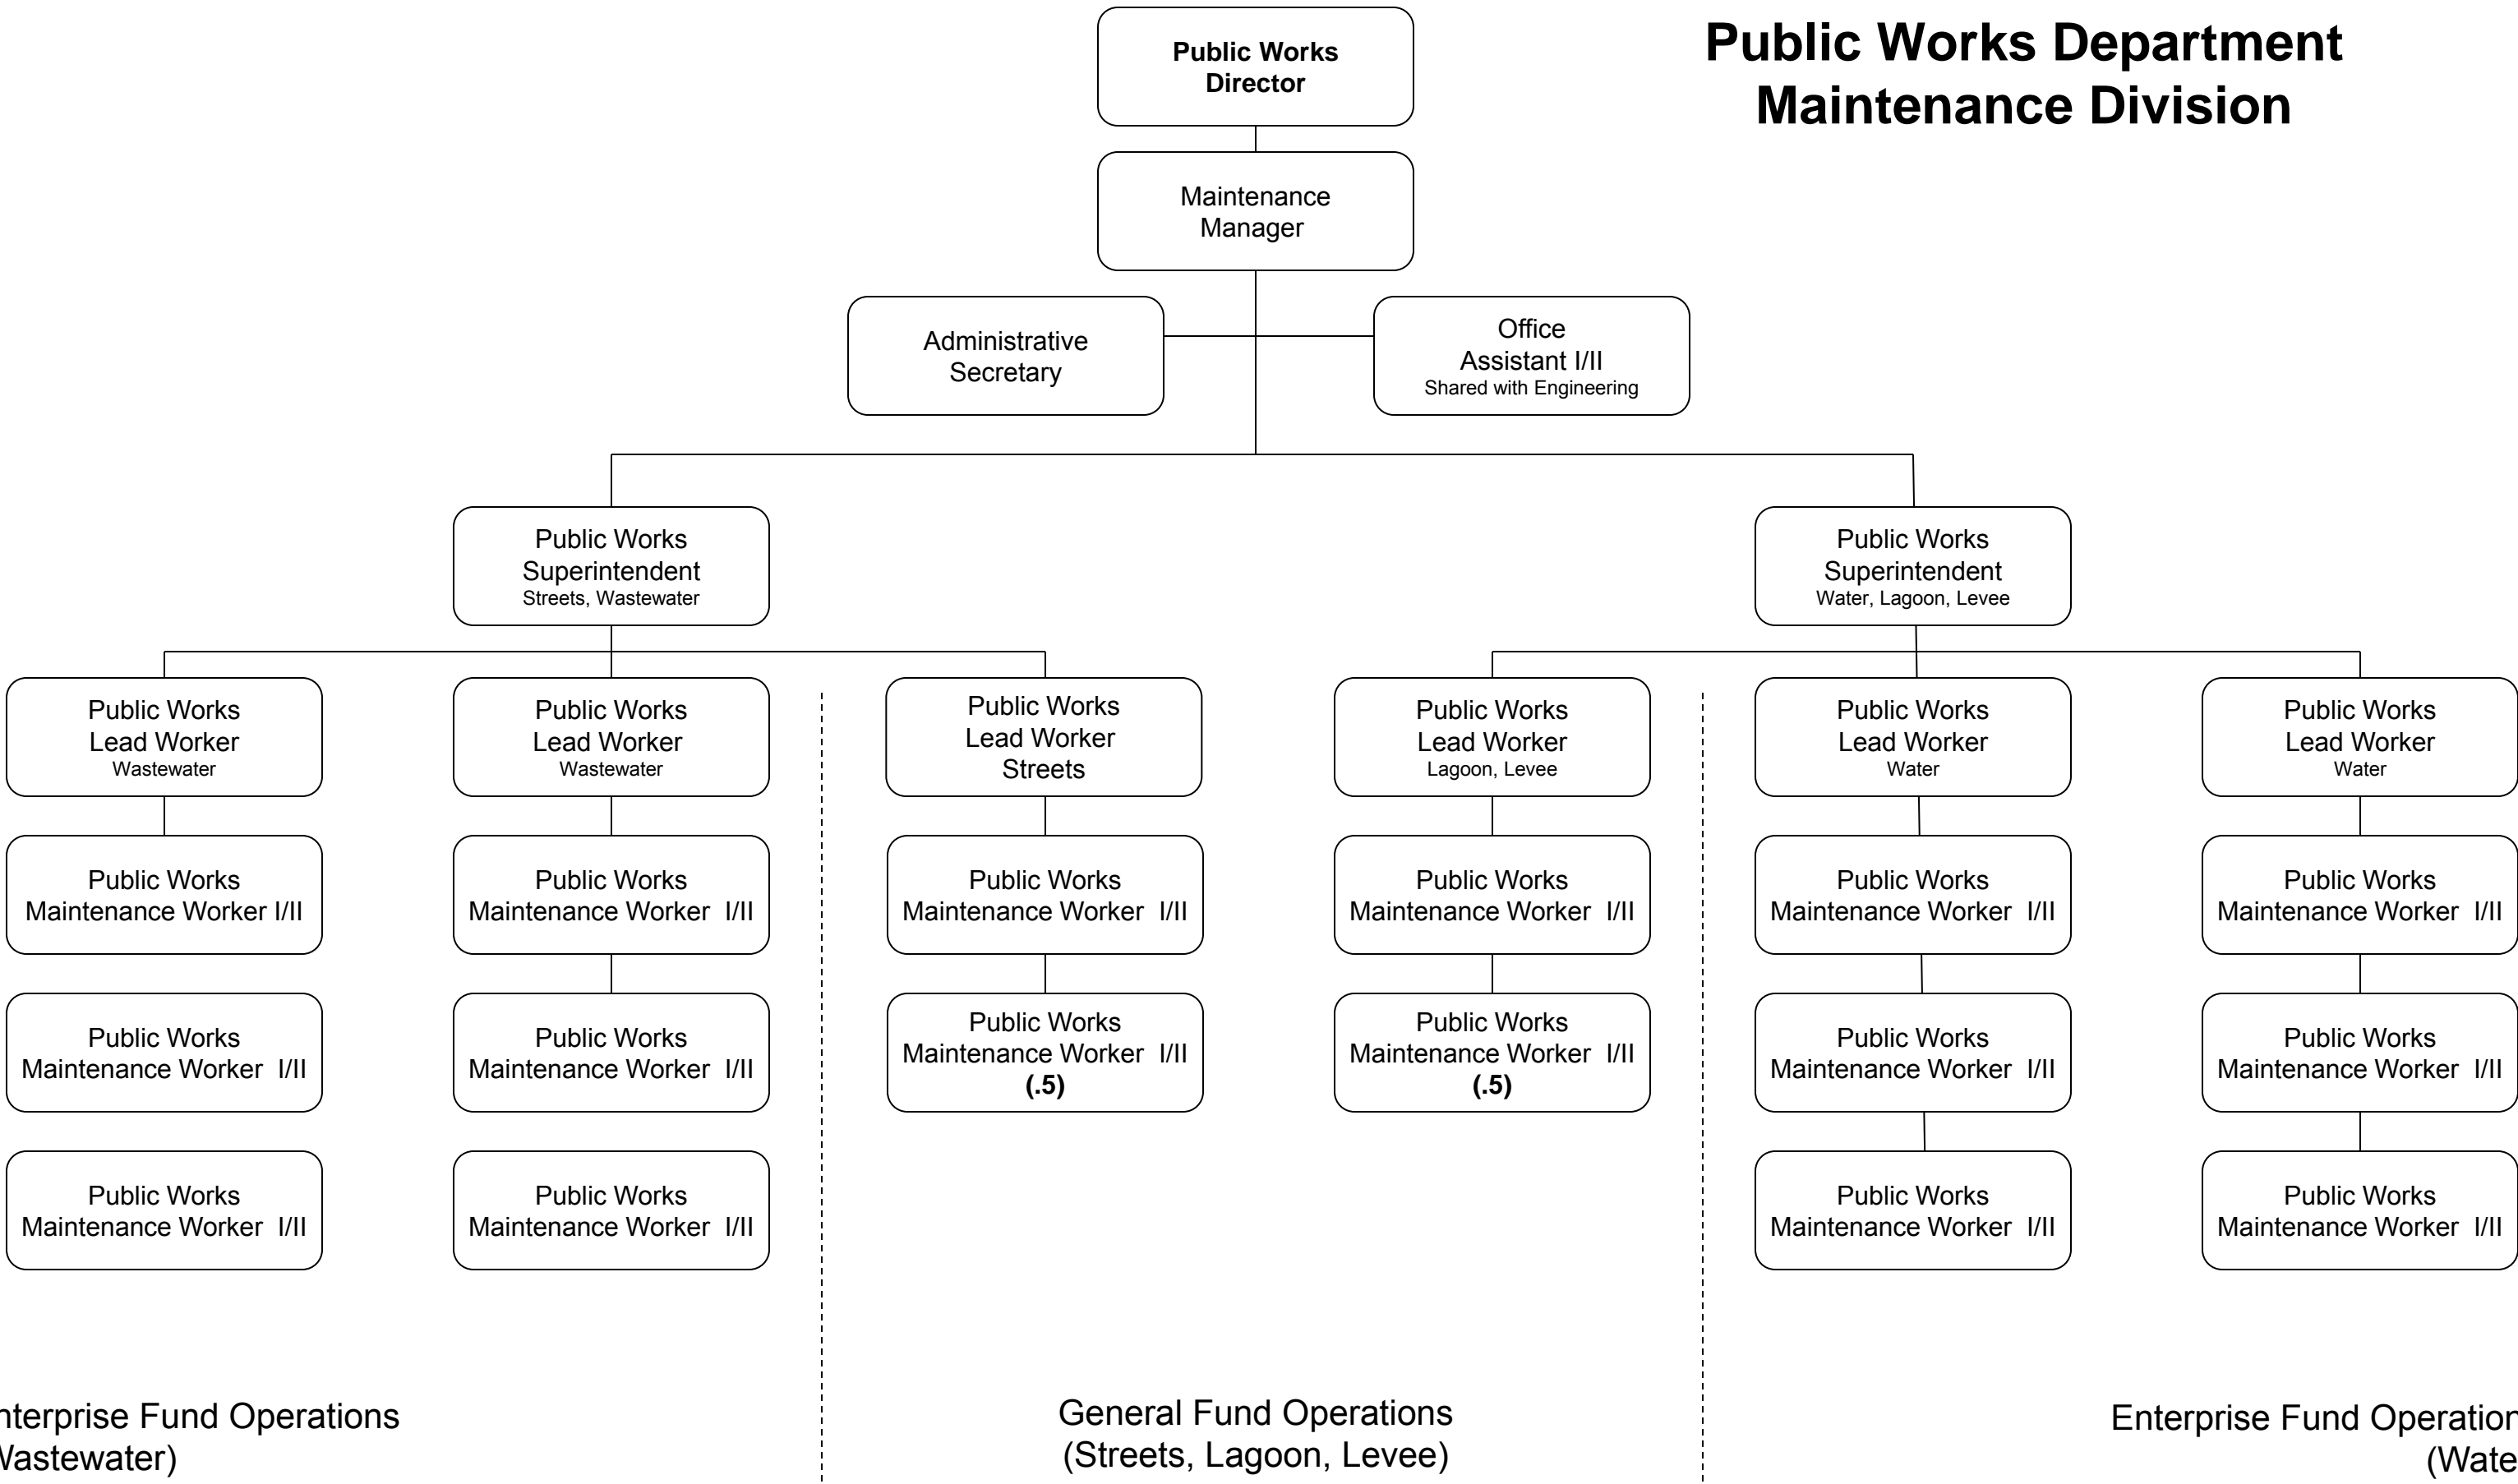 Public Works Department
Maintenance Division
Public Works
Director
Maintenance
Manager
Administrative
Secretary
Office
Assistant I/II
Shared with Engineering
Public Works
Superintendent
Streets, Wastewater
Public Works
Superintendent
Water, Lagoon, Levee
Public Works
Lead Worker
Wastewater
Public Works
Lead Worker
Wastewater
Public Works
Lead Worker
Streets
Public Works
Lead Worker
Lagoon, Levee
Public Works
Lead Worker
Water
Public Works
Lead Worker
Water
Public Works
Maintenance Worker I/II
Public Works
Maintenance Worker I/II
Public Works
Maintenance Worker I/II
Public Works
Maintenance Worker I/II
Public Works
Maintenance Worker I/II
Public Works
Maintenance Worker I/II
Public Works
Maintenance Worker I/II
Public Works
Maintenance Worker I/II
Public Works
Maintenance Worker I/II
(.5)
Public Works
Maintenance Worker I/II
(.5)
Public Works
Maintenance Worker I/II
Public Works
Maintenance Worker I/II
Public Works
Maintenance Worker I/II
Public Works
Maintenance Worker I/II
Public Works
Maintenance Worker I/II
Public Works
Maintenance Worker I/II
nterprise Fund Operations
Wastewater)
General Fund Operations
(Streets, Lagoon, Levee)
Enterprise Fund Operation
(Wate